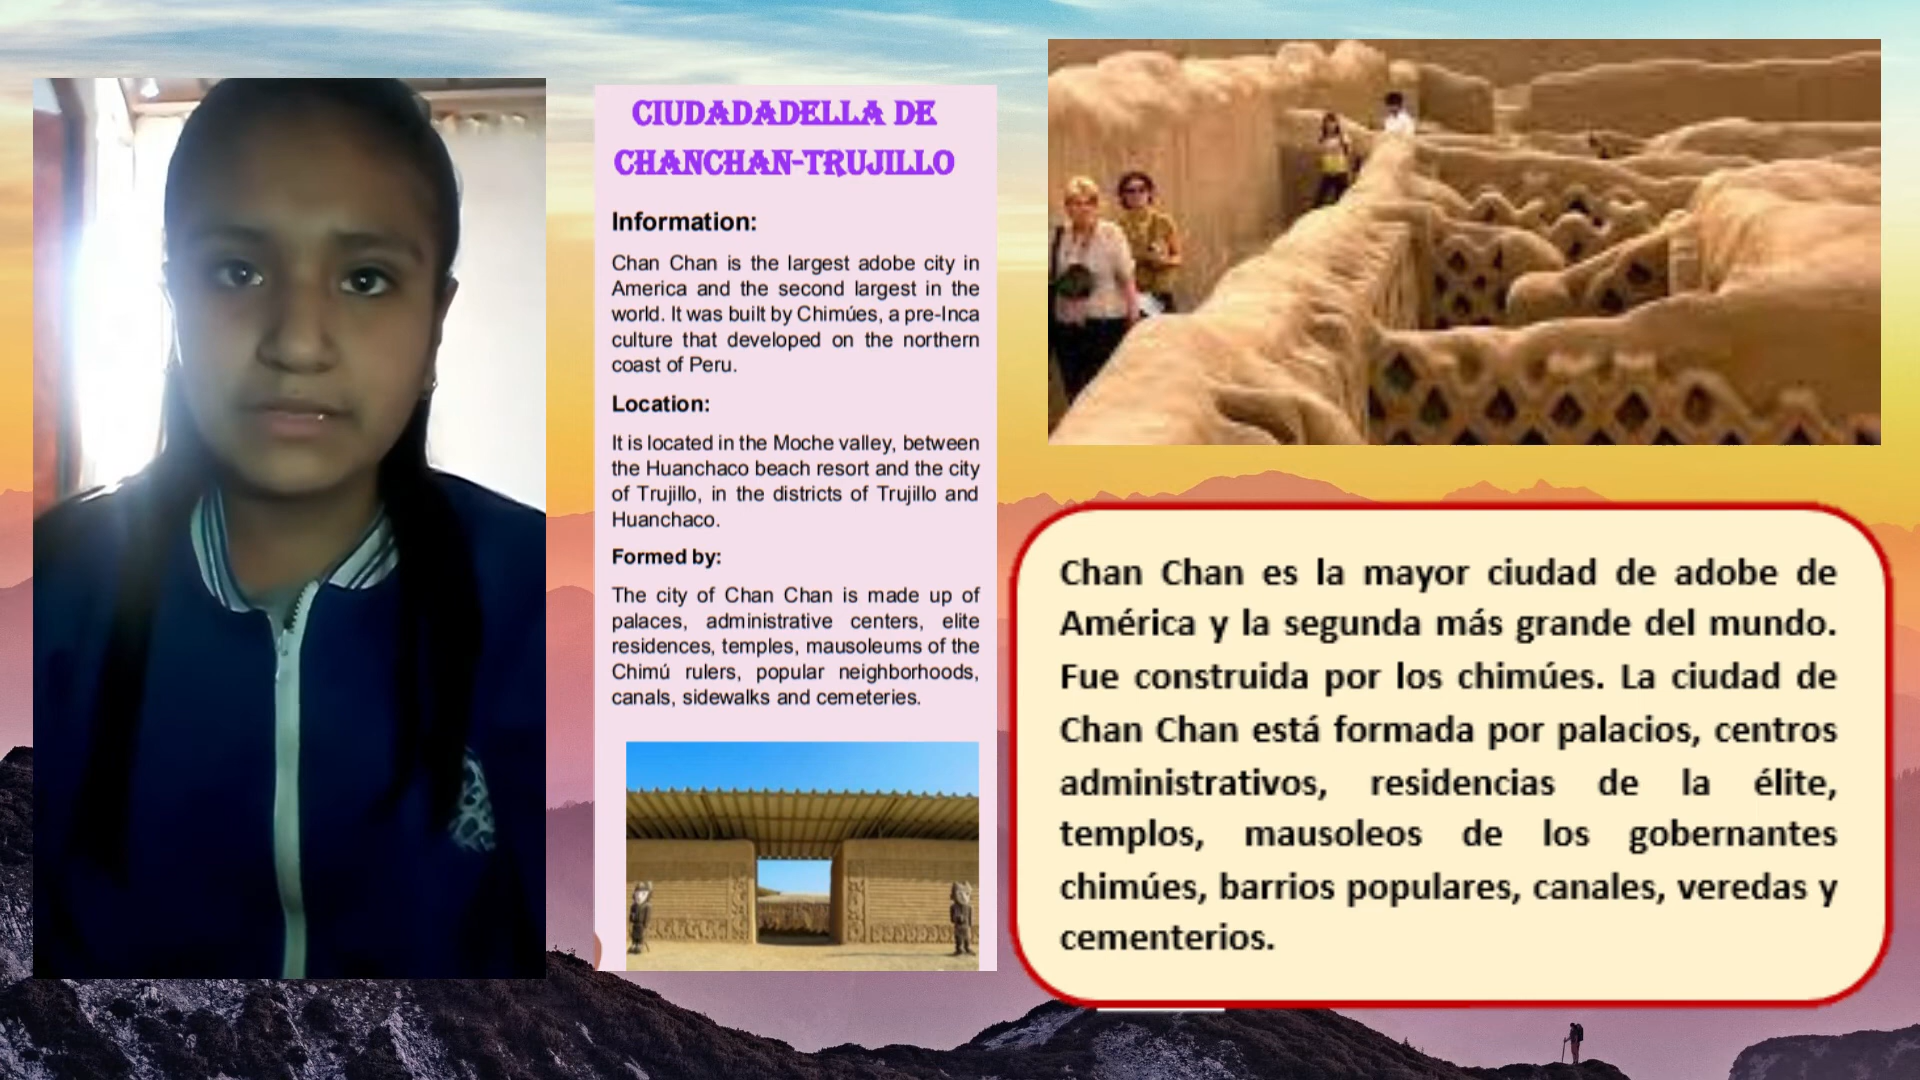 CIUDADADELLA DE
CHANCHAN-TRUJILLO
Information:
Chan Chan is the largest adobe city in
America and the second largest in the
world. It was built by Chimúes, a pre-Inca
culture that developed on the northern
coast of Peru.
Location:
It is located in the Moche valley, between
the Huanchaco beach resort and the city
of Trujillo, in the districts of Trujillo and
Huanchaco.
Formed by:
The city of Chan Chan is made up of
palaces, administrative centers, elite
residences, temples, mausoleums of the
Chimú rulers, popular neighborhoods,
canals, sidewalks and cemeteries.
Chan Chan es la mayor ciudad de adobe de
América y la segunda más grande del mundo.
Fue construida por los chimúes. La ciudad de
Chan Chan está formada por palacios, centros
administrativos, residencias de la élite,
templos, mausoleos de los gobernantes
chimúes, barrios populares, canales, veredas y
cementerios.